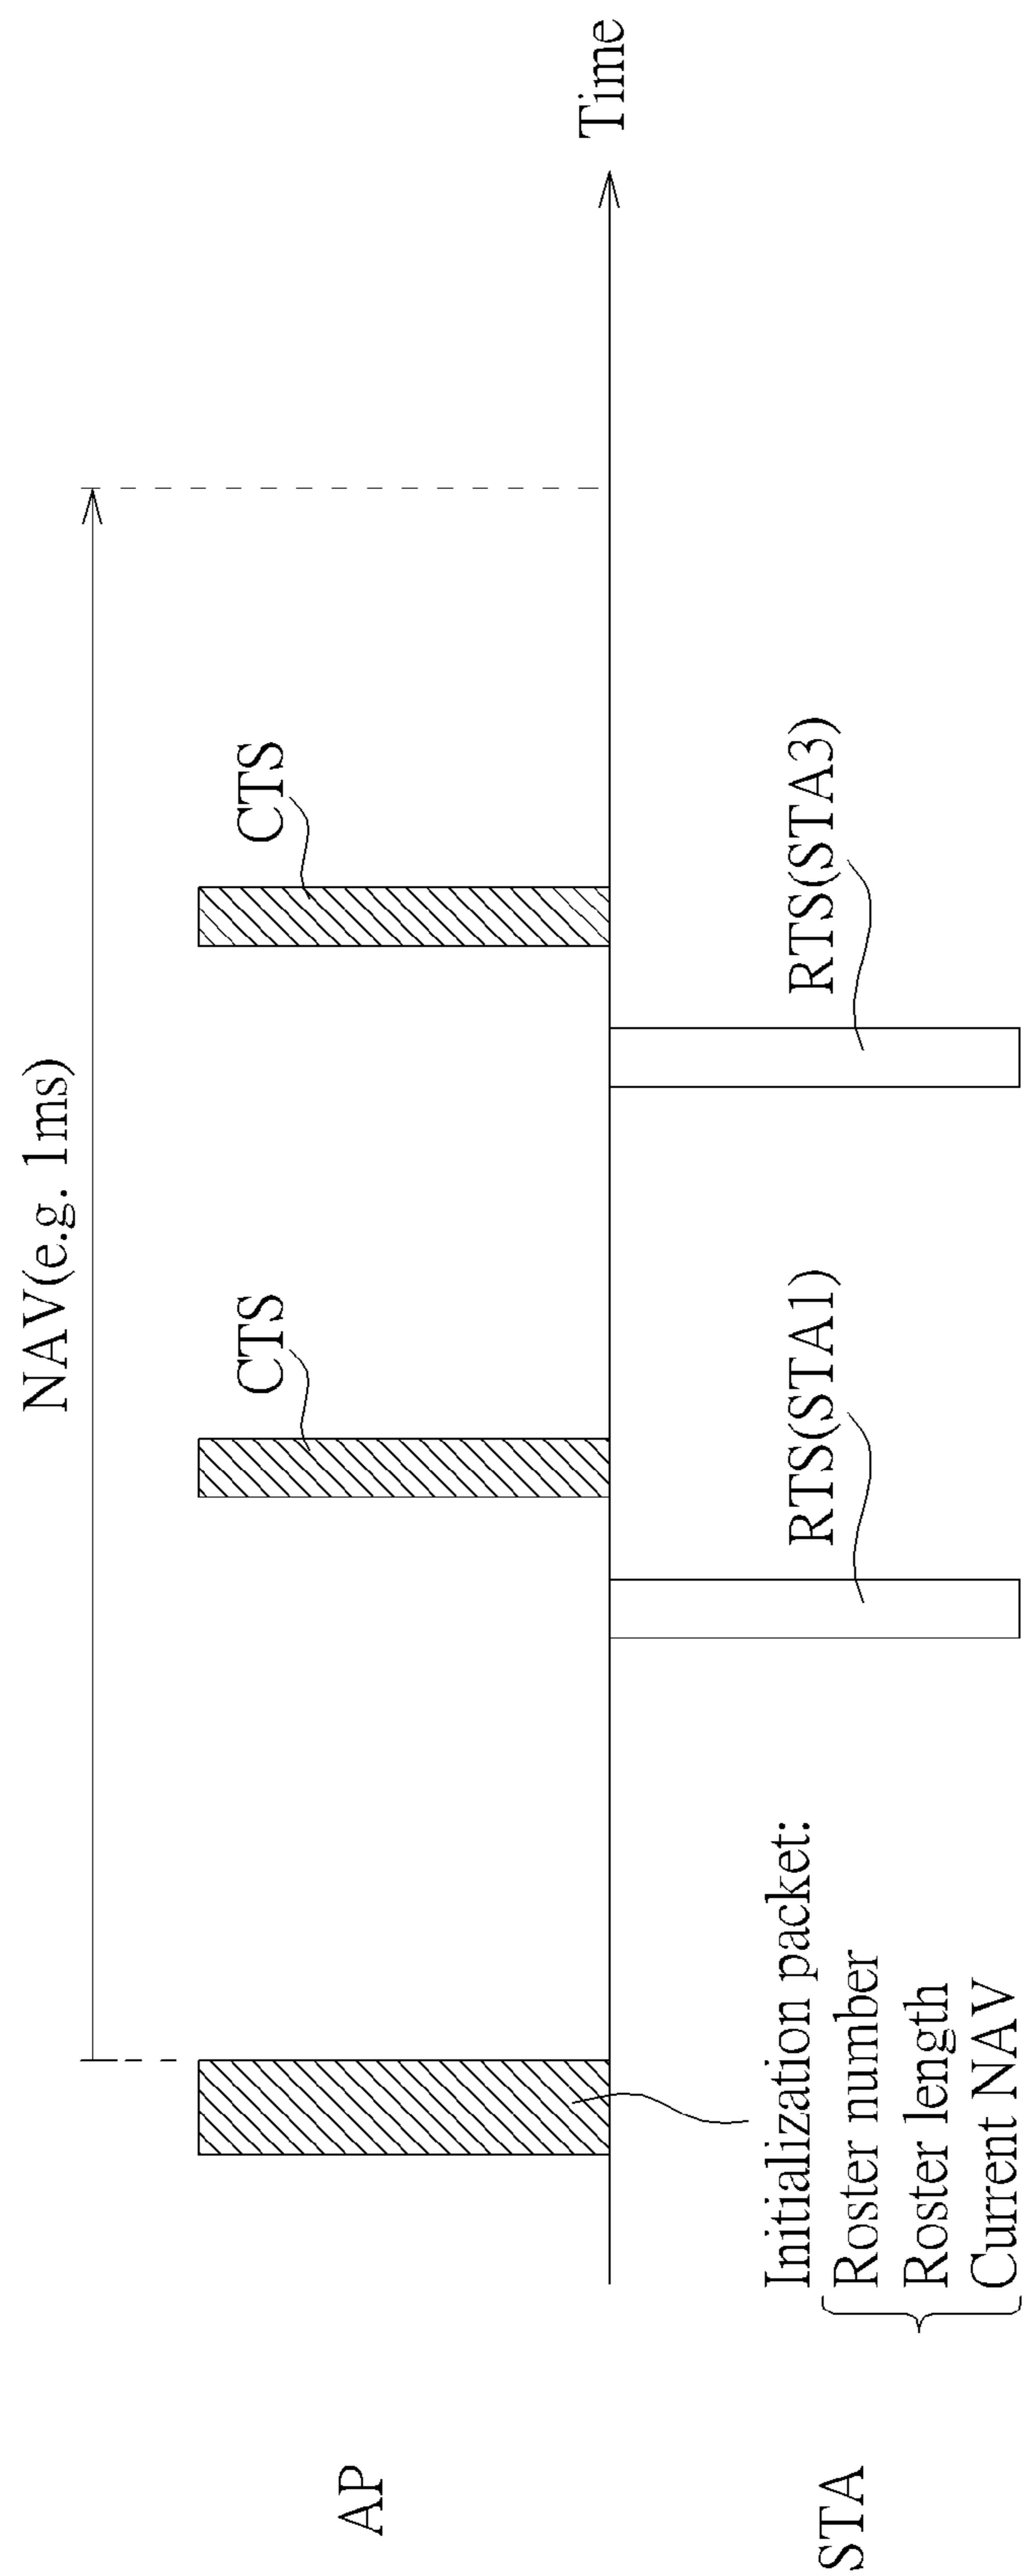 NAV(e.g. 1ms)
CTS
CTS
Time
AP
RTS(STA1)
RTS(STA3)
STA
Initialization packet:
Roster number
Roster length
Current NAV